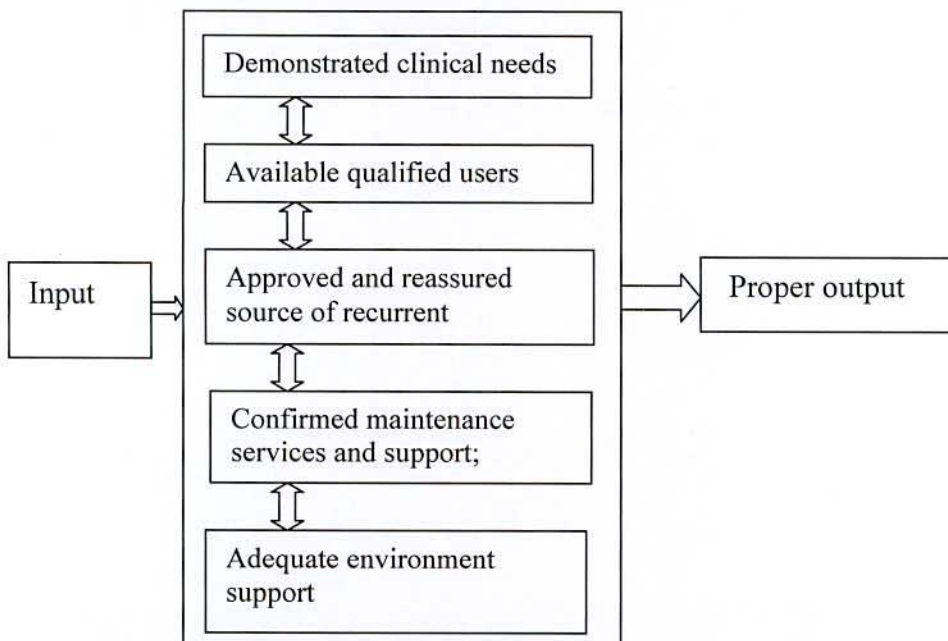 Demonstrated clinical needs
Available qualified users
Input
Approved and reassured
source of recurrent
Proper output
Confirmed maintenance
services and support;
Adequate environment
support